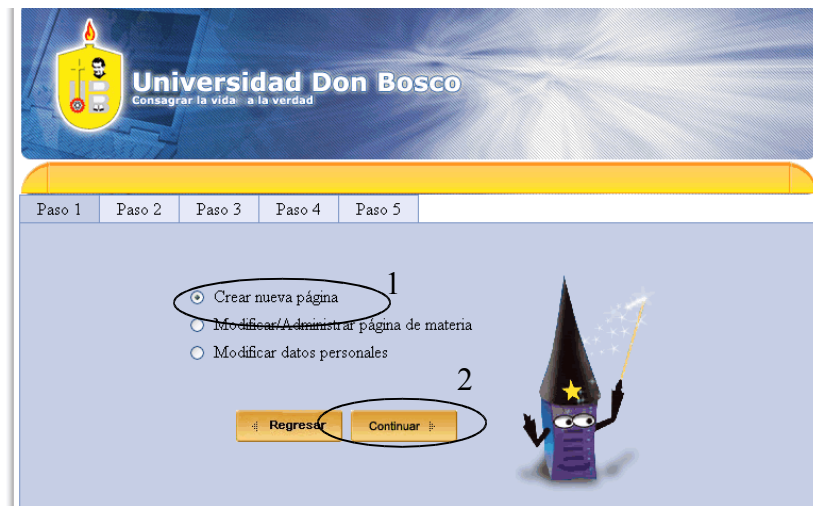 Universidad Don Bosco
Consagrar la vida a la verdad
Paso 1 Paso 2 Paso 3 Paso 4 Paso 5
1
Crear nueva página
Modificar/Administrar página de materia
Modificar datos personales
2
Regresar Continuar